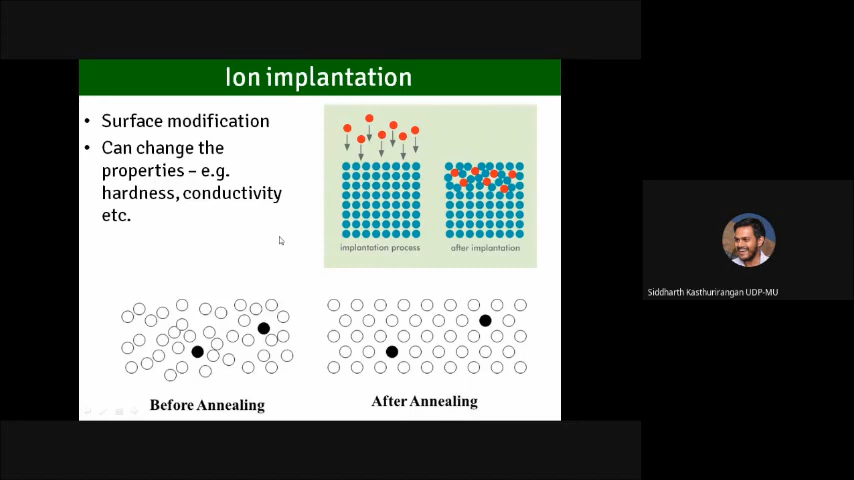 Ion implantation
• Surface modification
• Can change the
properties – e.g.
hardness, conductivity
etc.
implantation process
after implantation
Before Annealing
After Annealing
Siddharth Kasthurirangan UDP-MU